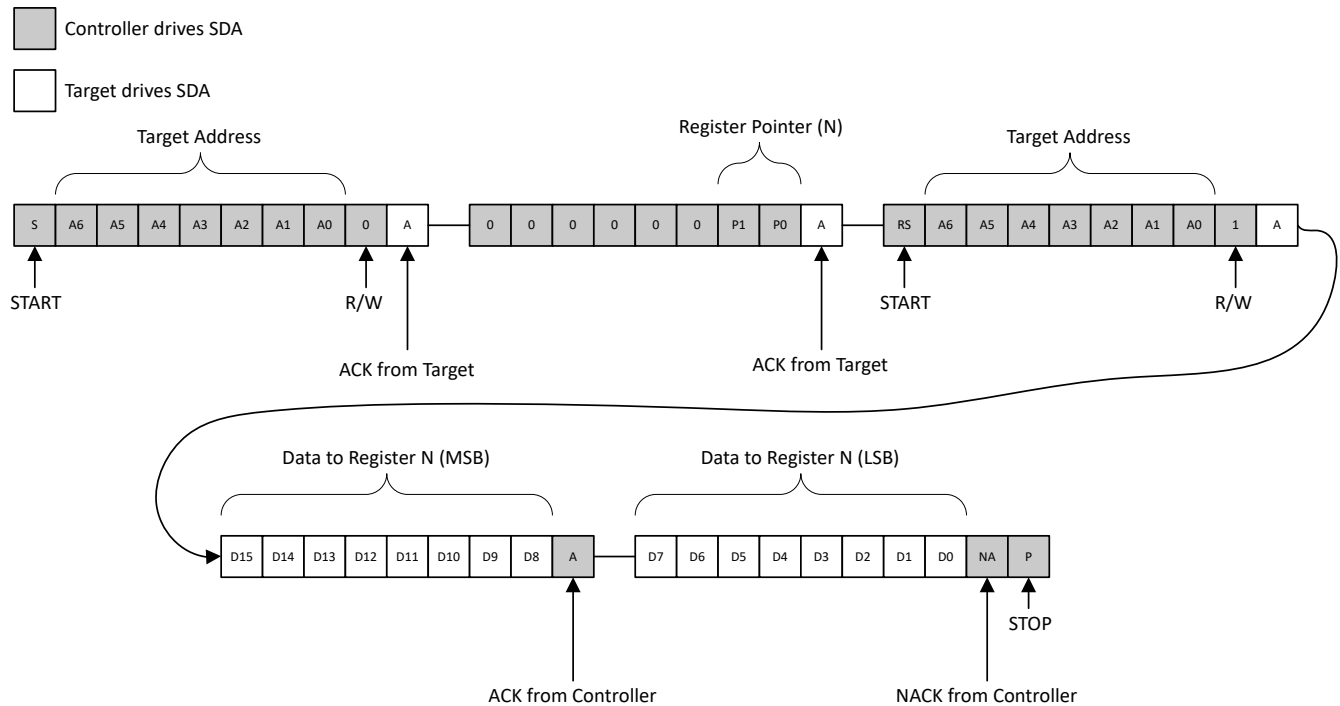 Controller drives SDA
Target drives SDA
Target Address
Register Pointer (N)
Target Address
S A6 A5 A4 A3 A2 A1 A0 0 A 0 0 0 0 0 0 P1 P0 A RS A6 A5 A4 A3 A2 A1 A0 1 A
START R/W START R/W
ACK from Target ACK from Target
Data to Register N (MSB) Data to Register N (LSB)
D15 D14 D13 D12 D11 D10 D9 D8 A D7 D6 D5 D4 D3 D2 D1 D0 NA P
STOP
ACK from Controller NACK from Controller